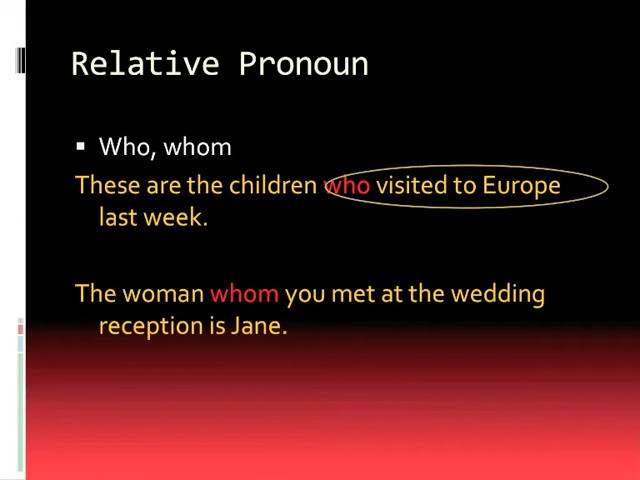 Relative Pronoun
Who, whom
These are the children who visited to Europe
last week.
The woman whom you met at the wedding
reception is Jane.